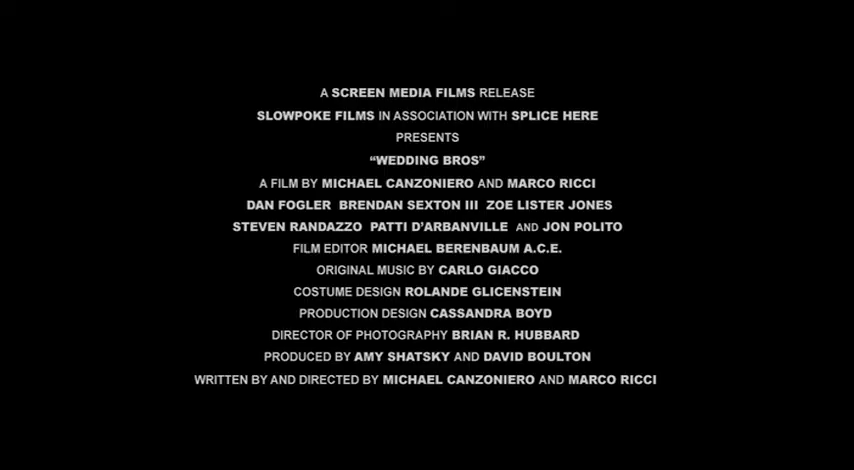 A SCREEN MEDIA FILMS RELEASE
SLOWPOKE FILMS IN ASSOCIATION WITH SPLICE HERE
PRESENTS
“WEDDING BROS”
A FILM BY MICHAEL CANZONIERO AND MARCO RICCI
DAN FOGLER BRENDAN SEXTON III ZOE LISTER JONES
STEVEN RANDAZZO PATTI D’ARBANVILLE AND JON POLITO
FILM EDITOR MICHAEL BERENBAUM A.C.E.
ORIGINAL MUSIC BY CARLO GIACCO
COSTUME DESIGN ROLANDE GLICENSTEIN
PRODUCTION DESIGN CASSANDRA BOYD
DIRECTOR OF PHOTOGRAPHY BRIAN R. HUBBARD
PRODUCED BY AMY SHATSKY AND DAVID BOULTON
WRITTEN BY AND DIRECTED BY MICHAEL CANZONIERO AND MARCO RICCI